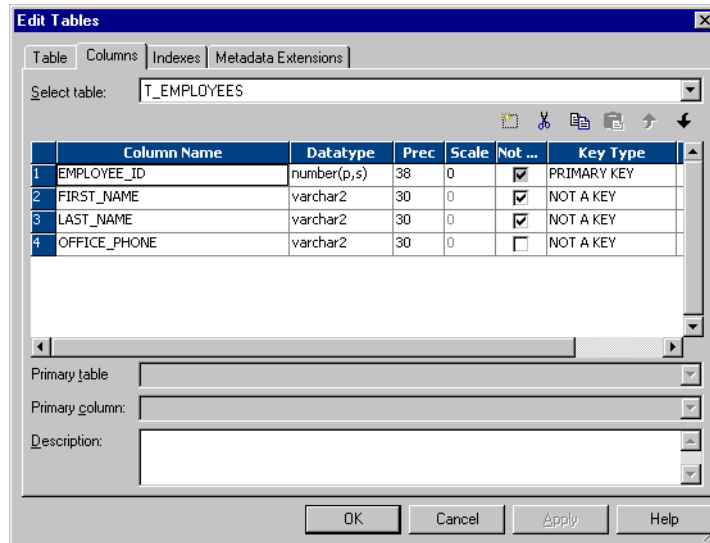 Edit Tables
Table Columns Indexes Metadata Extensions
Select table: T_EMPLOYEES
Column Name Datatype Prec Scale Not ... Key Type
1 EMPLOYEE_ID number(p,s) 38 0 PRIMARY KEY
2 FIRST_NAME varchar2 30 0 NOT A KEY
3 LAST_NAME varchar2 30 0 NOT A KEY
4 OFFICE_PHONE varchar2 30 0 NOT A KEY
Primary table
Primary column:
Description:
OK Cancel Apply Help